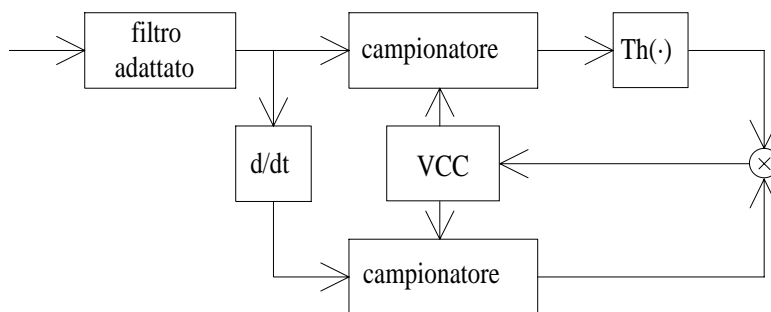 filtro
adattato
campionatore
Th(·)
d/dt
VCC
×
campionatore